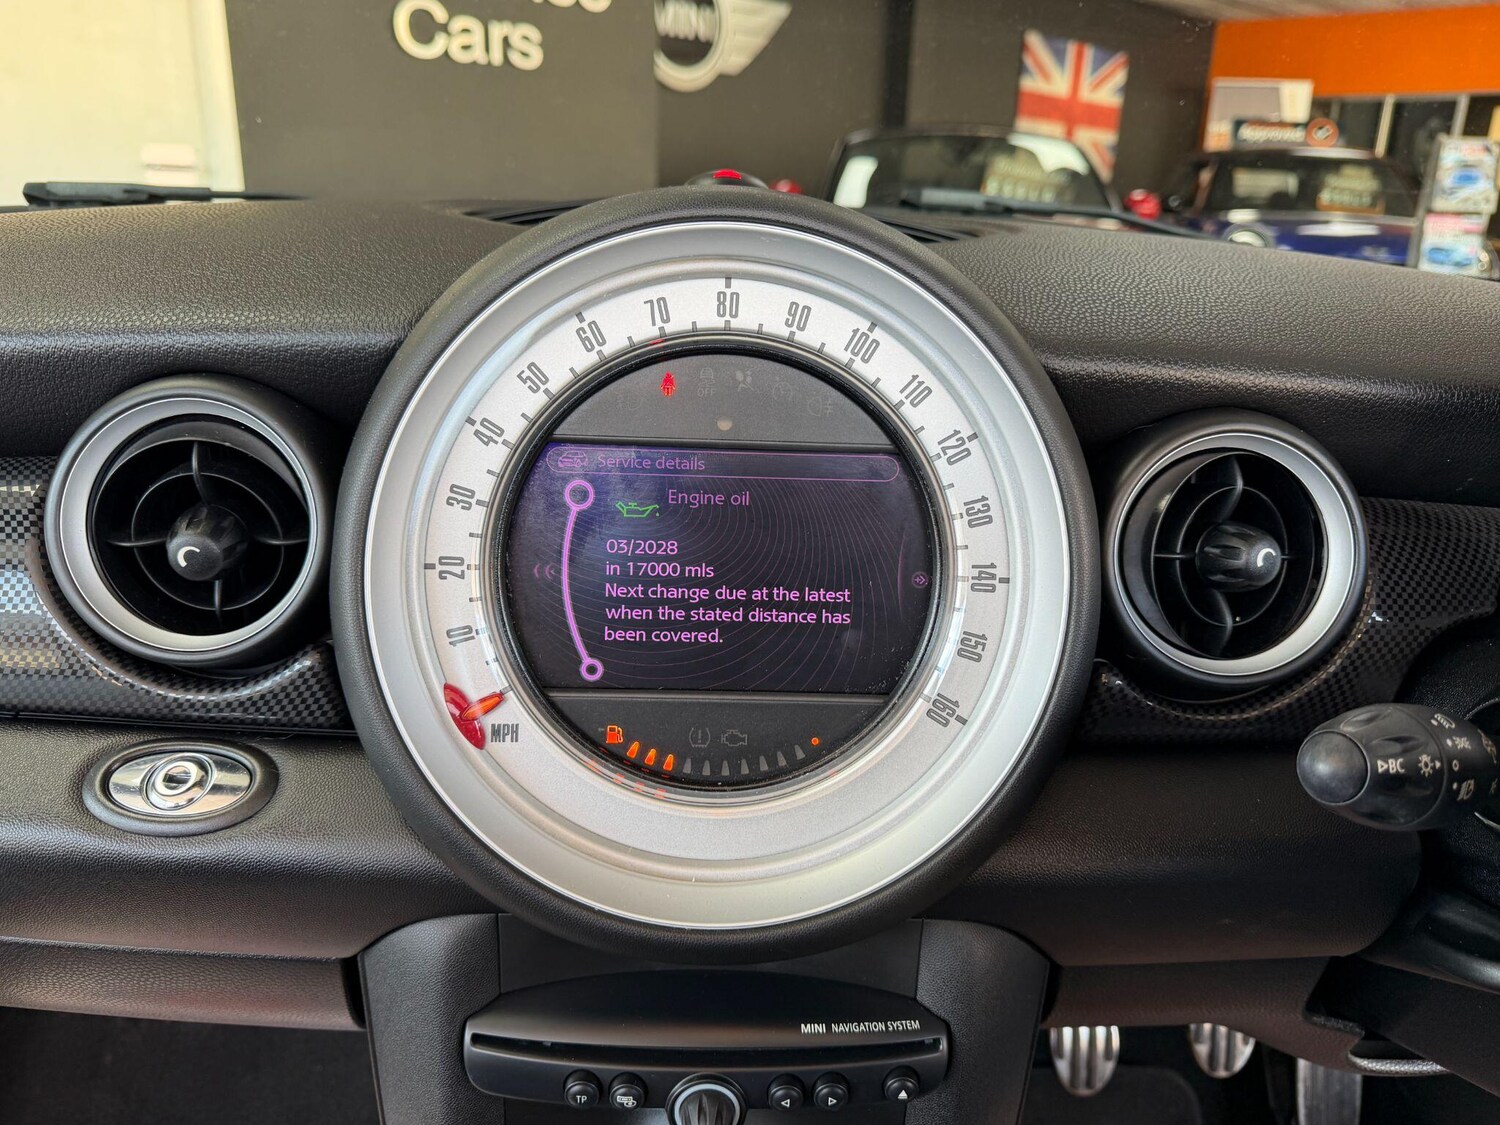 Cars
MINI
Approved
10
20
30
40
50
60
70
80
90
100
110
120
130
140
150
160
MPH
OFF
Service details
Engine oil
03/2028
in 17000 mls
Next change due at the latest
when the stated distance has
been covered.
BC
MINI NAVIGATION SYSTEM
TP